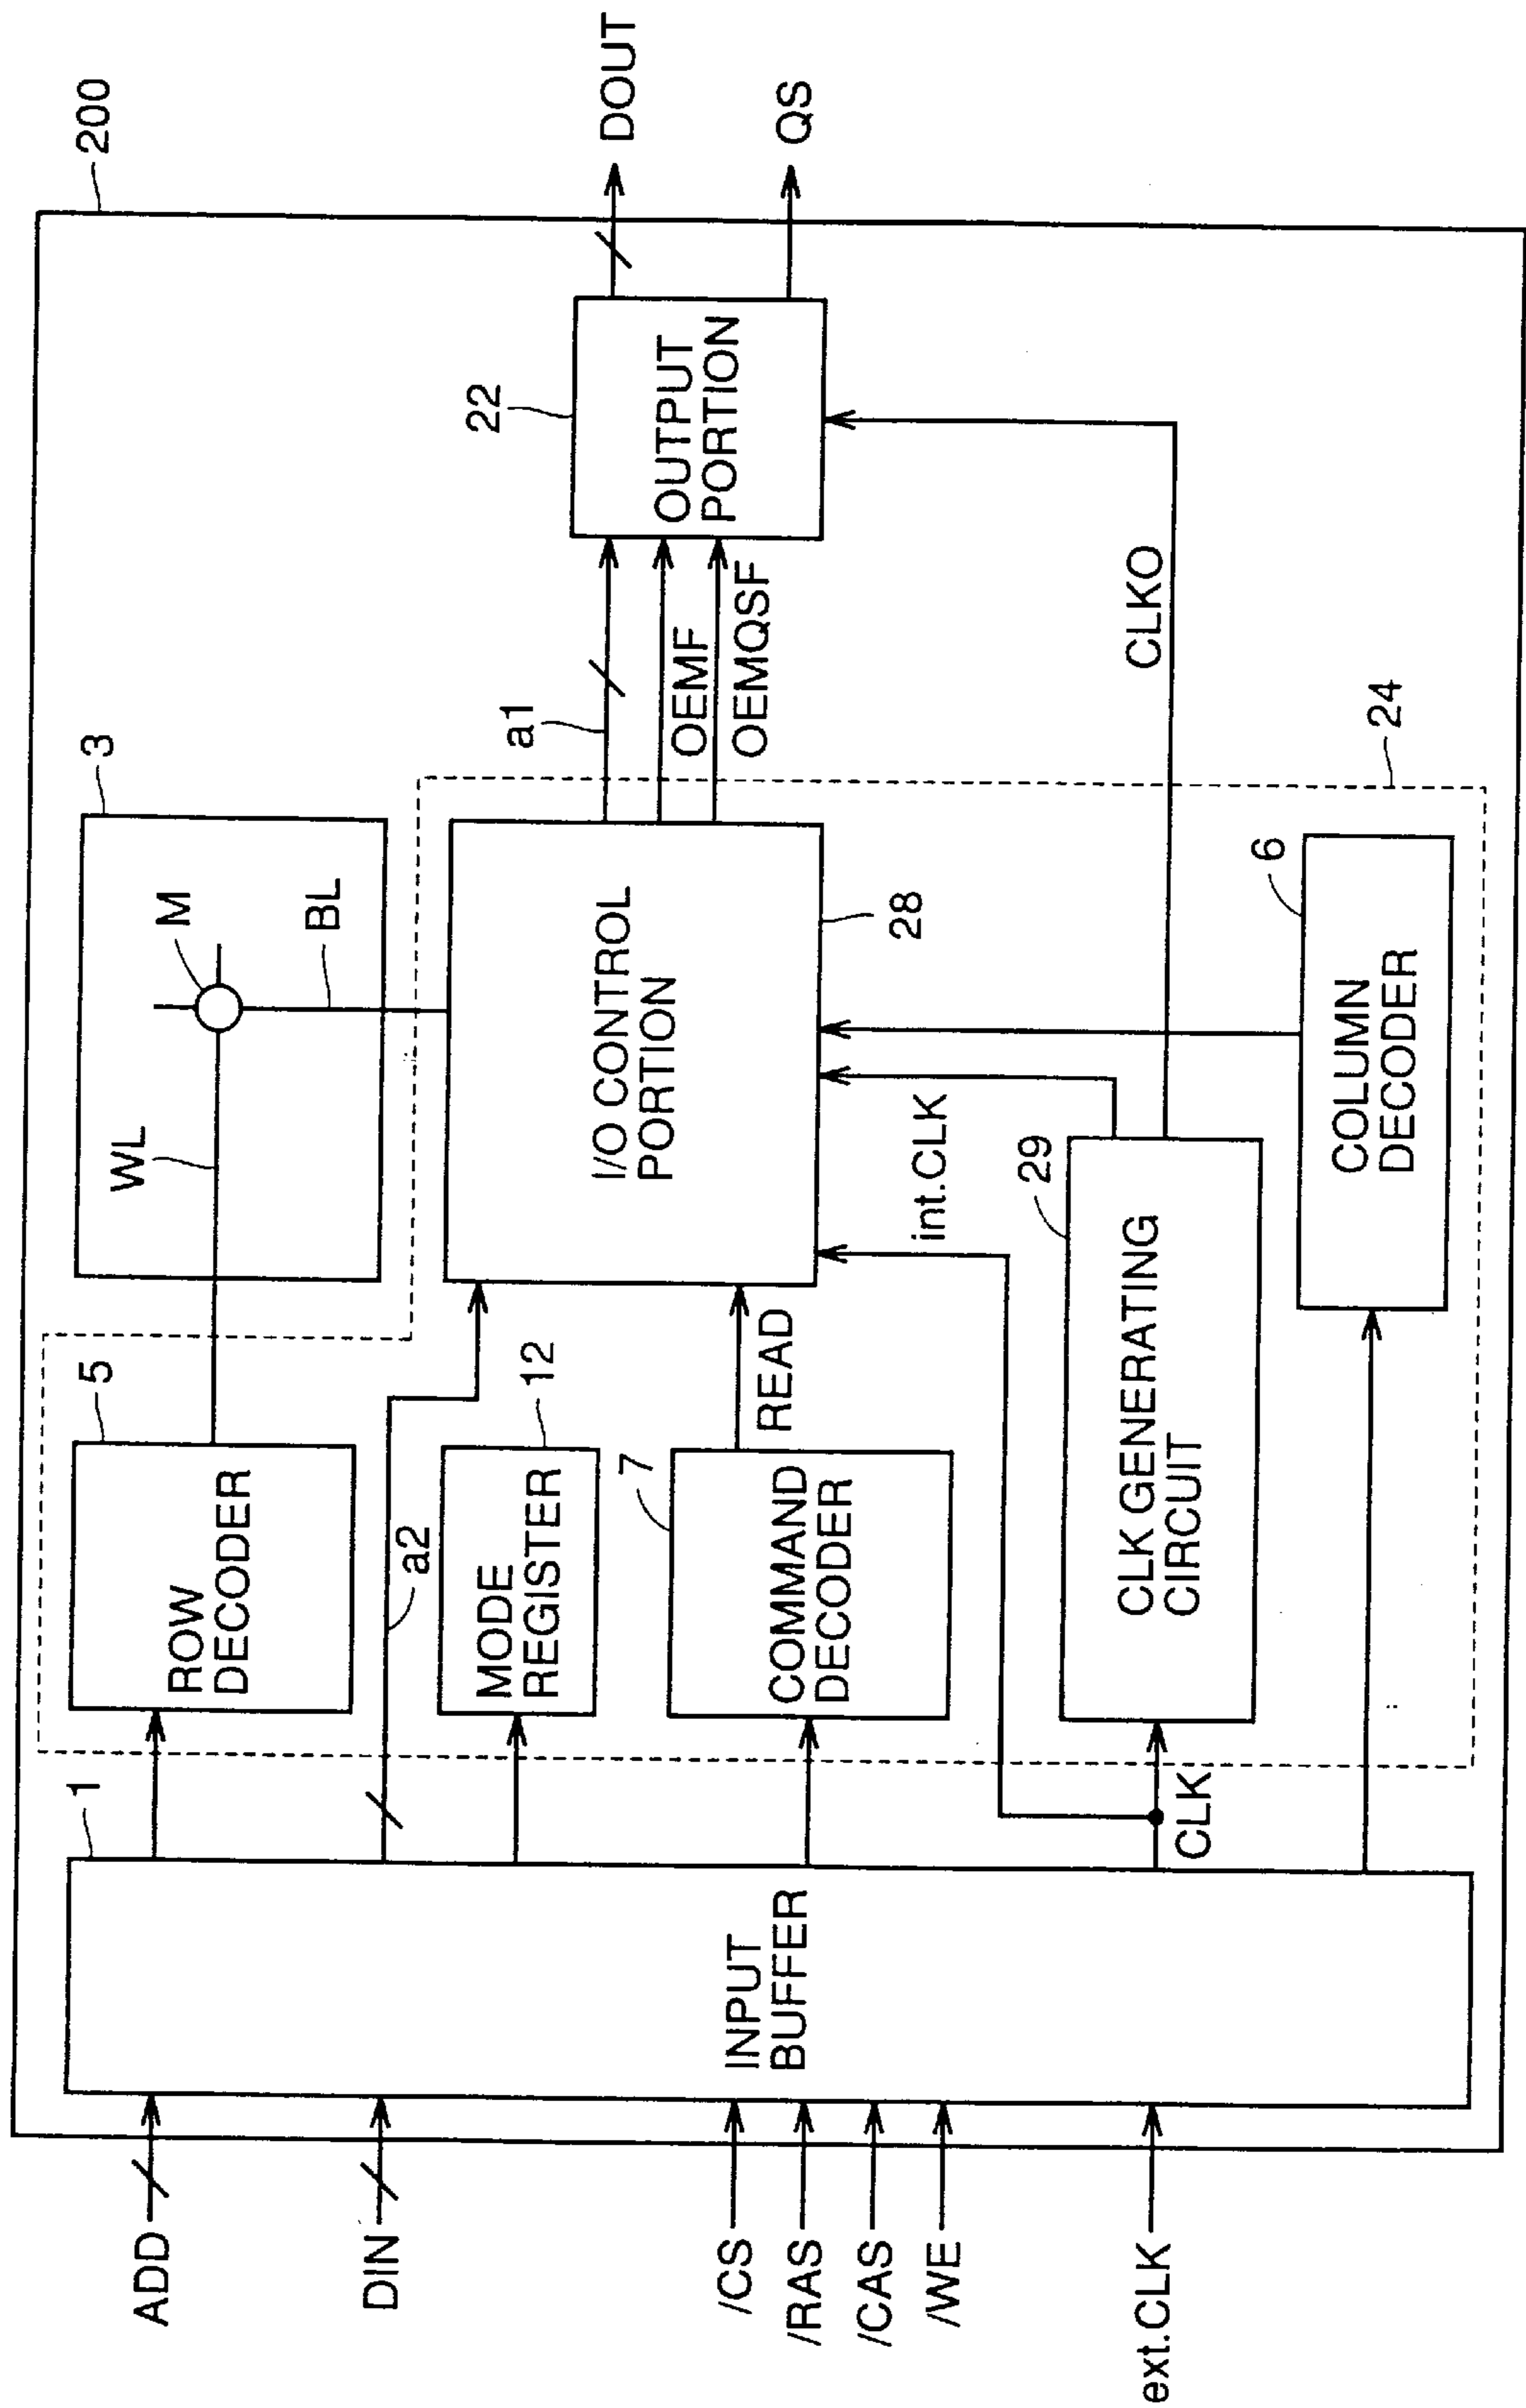 200
ADD
DIN
/CS
/RAS
/CAS
/WE
ext.CLK
1
INPUT
BUFFER
5
ROW
DECODER
a2
12
MODE
REGISTER
7
COMMAND
DECODER
READ
CLK
29
CLK GENERATING
CIRCUIT
int.CLK
3
WL
M
BL
I/O CONTROL
PORTION
28
6
COLUMN
DECODER
24
a1
OEMF
OEMQSF
CLKO
22
OUTPUT
PORTION
DOUT
QS